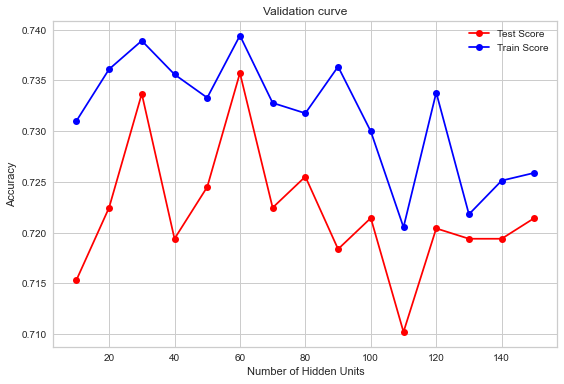 Validation curve
Test Score
Train Score
0.740
0.735
0.730
0.725
0.720
0.715
0.710
Accuracy
20 40 60 80 100 120 140
Number of Hidden Units